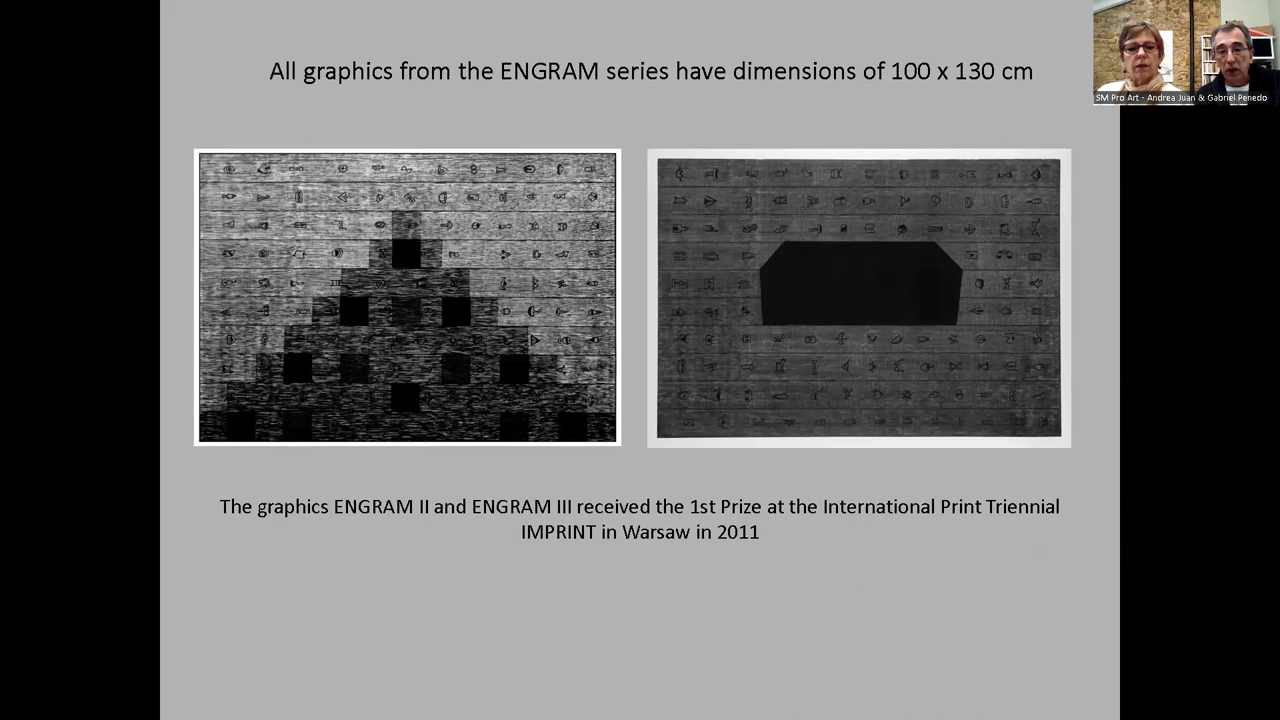 All graphics from the ENGRAM series have dimensions of 100 x 130 cm
SM Pro Art - Andrea Juan & Gabriel Penedo
The graphics ENGRAM II and ENGRAM III received the 1st Prize at the International Print Triennial
IMPRINT in Warsaw in 2011